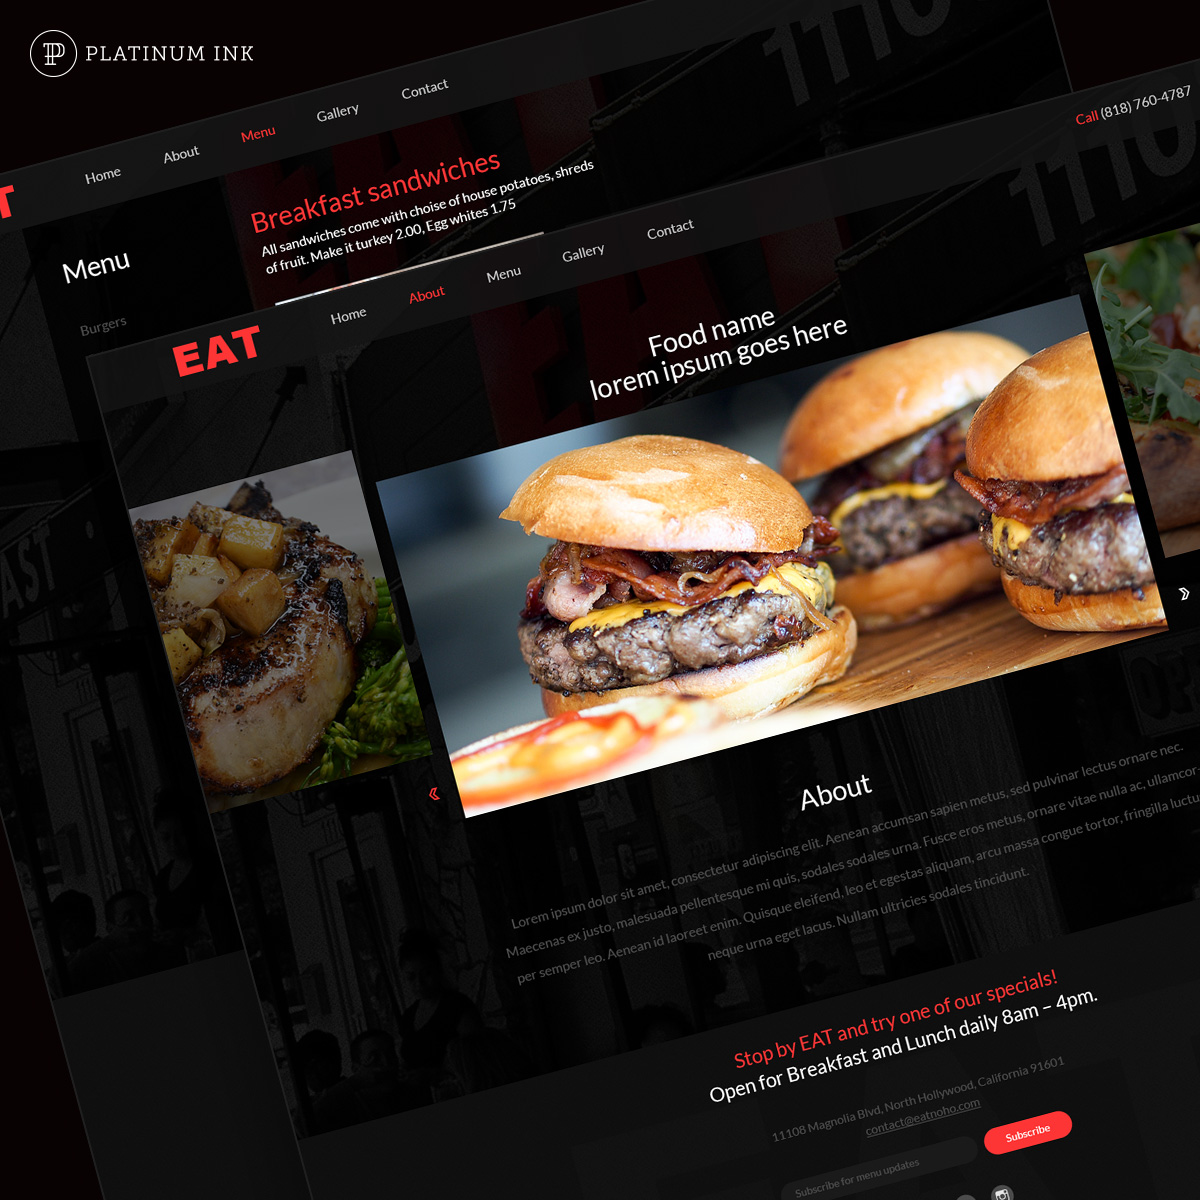 PLATINUM INK
Home
About
Menu
Gallery
Contact
Menu
Burgers
Breakfast sandwiches
All sandwiches come with choise of house potatoes, shreds
of fruit. Make it turkey 2.00, Egg whites 1.75
EAT
Home
About
Menu
Gallery
Contact
Call (818) 760-4787
Food name
lorem ipsum goes here
About
Lorem ipsum dolor sit amet, consectetur adipiscing elit. Aenean accumsan sapien metus, sed pulvinar lectus ornare nec.
Maecenas ex justo, malesuada pellentesque mi quis, sodales sodales urna. Fusce eros metus, ornare vitae nulla ac, ullamcor
per semper leo. Aenean id laoreet enim. Quisque eleifend, leo et egestas aliquam, arcu massa congue tortor, fringilla luctu
neque urna eget lacus. Nullam ultricies sodales tincidunt.
Stop by EAT and try one of our specials!
Open for Breakfast and Lunch daily 8am – 4pm.
11108 Magnolia Blvd, North Hollywood, California 91601
contact@eatnoho.com
Subscribe for menu updates
Subscribe